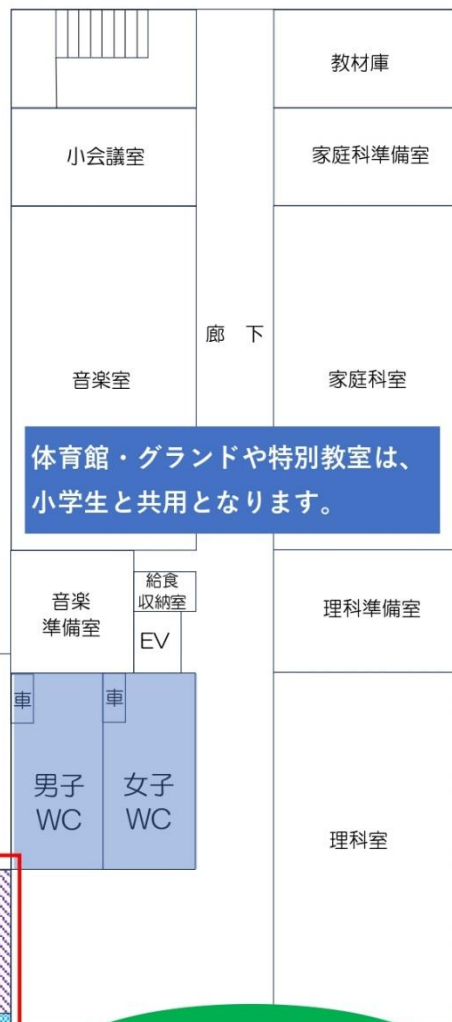 教材庫
小会議室
家庭科準備室
廊 下
音楽室
家庭科室
体育館・グランドや特別教室は、
小学生と共用となります。
音楽
準備室
給食
収納室
EV
理科準備室
車
車
男子
WC
女子
WC
理科室